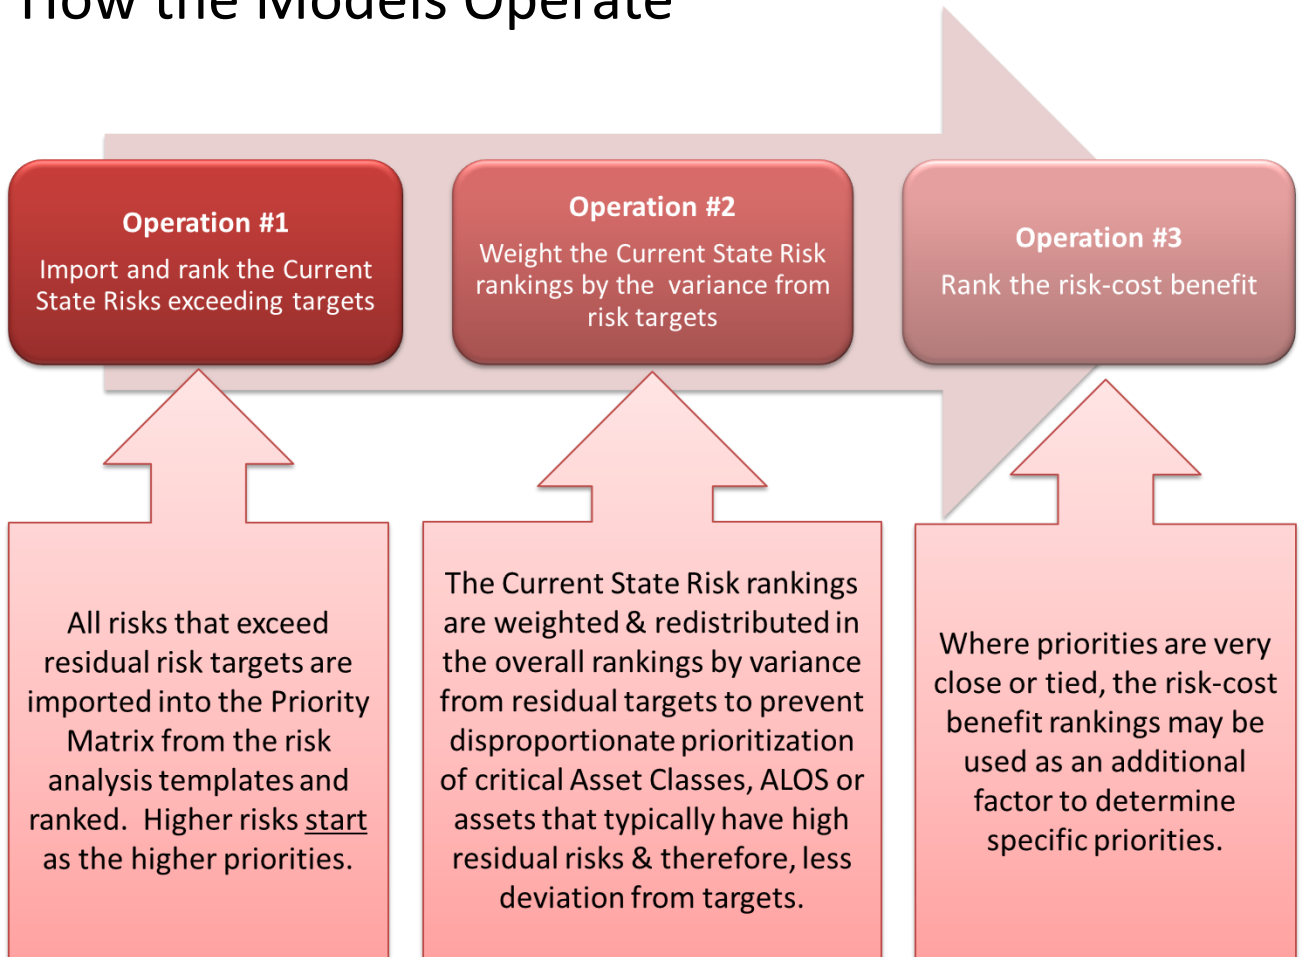 How the Models Operate
Operation #1
Import and rank the Current
State Risks exceeding targets
Operation #2
Weight the Current State Risk
rankings by the variance from
risk targets
Operation #3
Rank the risk-cost benefit
All risks that exceed
residual risk targets are
imported into the Priority
Matrix from the risk
analysis templates and
ranked. Higher risks start
as the higher priorities.
The Current State Risk rankings
are weighted & redistributed in
the overall rankings by variance
from residual targets to prevent
disproportionate prioritization
of critical Asset Classes, ALOS or
assets that typically have high
residual risks & therefore, less
deviation from targets.
Where priorities are very
close or tied, the risk-cost
benefit rankings may be
used as an additional
factor to determine
specific priorities.